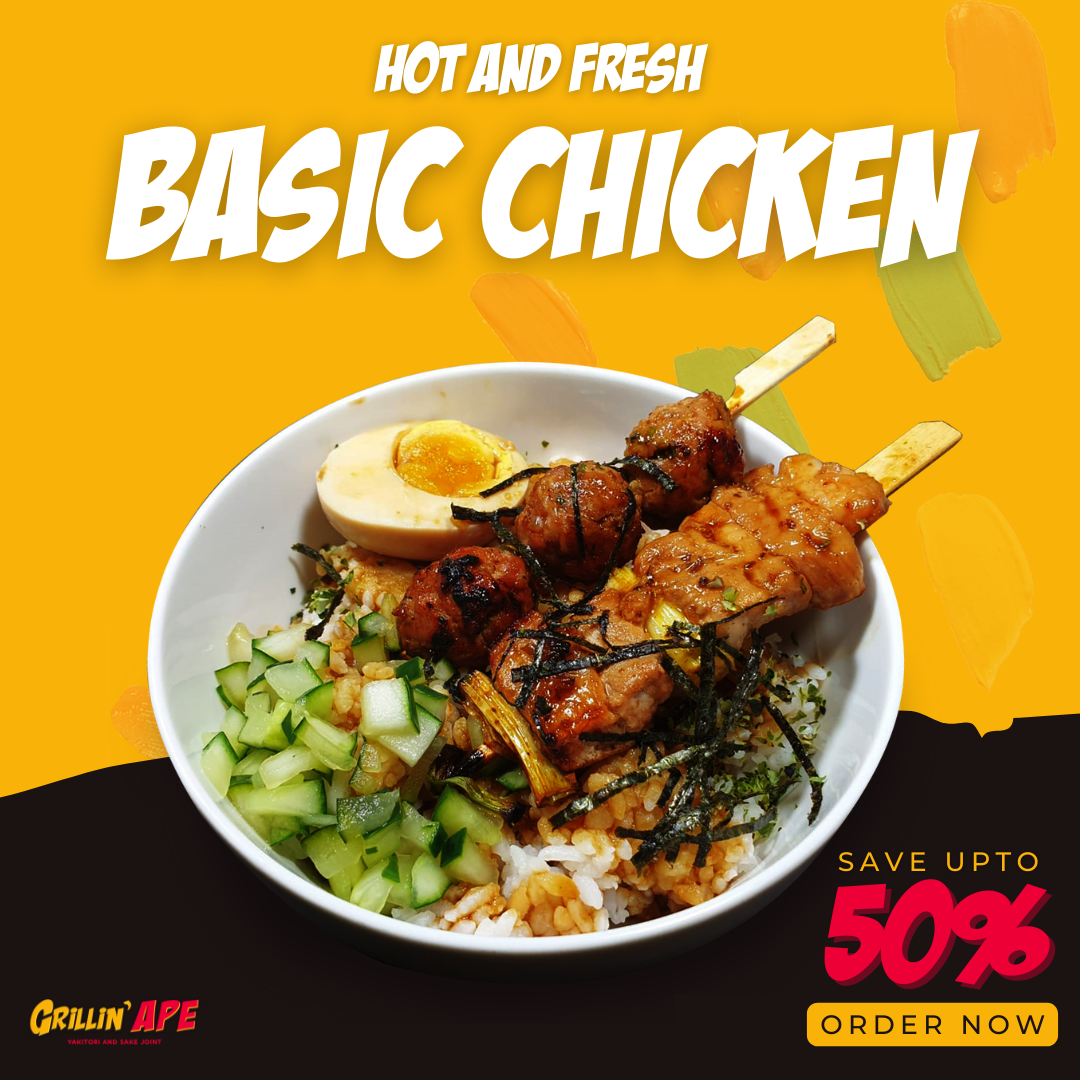 HOT AND FRESH
BASIC CHICKEN
SAVE UPTO
50%
ORDER NOW
GRILLIN' APE
YAKITORI AND SAKE JOINT